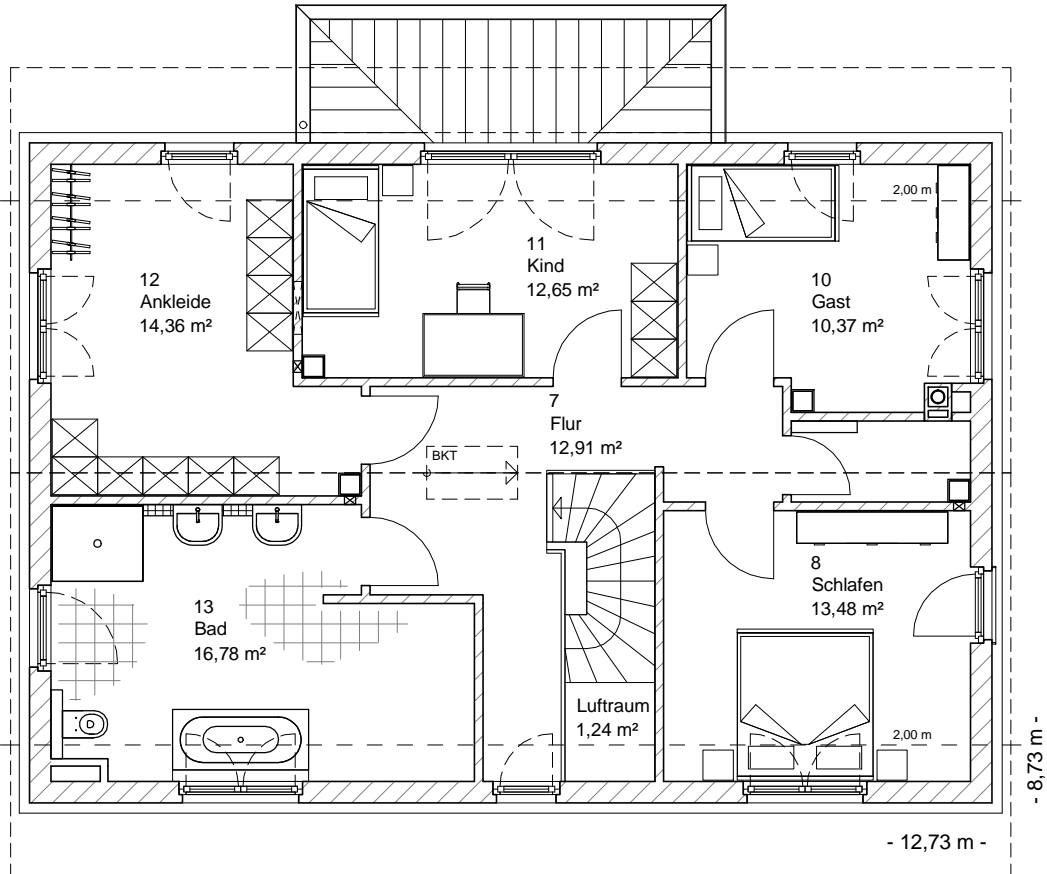 2,00 m
11
Kind
12,65 m²
12
Ankleide
14,36 m²
10
Gast
10,37 m²
7
Flur
12,91 m²
BKT
8
Schlafen
13,48 m²
13
Bad
16,78 m²
Luftraum
1,24 m²
2,00 m
- 8,73 m -
- 12,73 m -